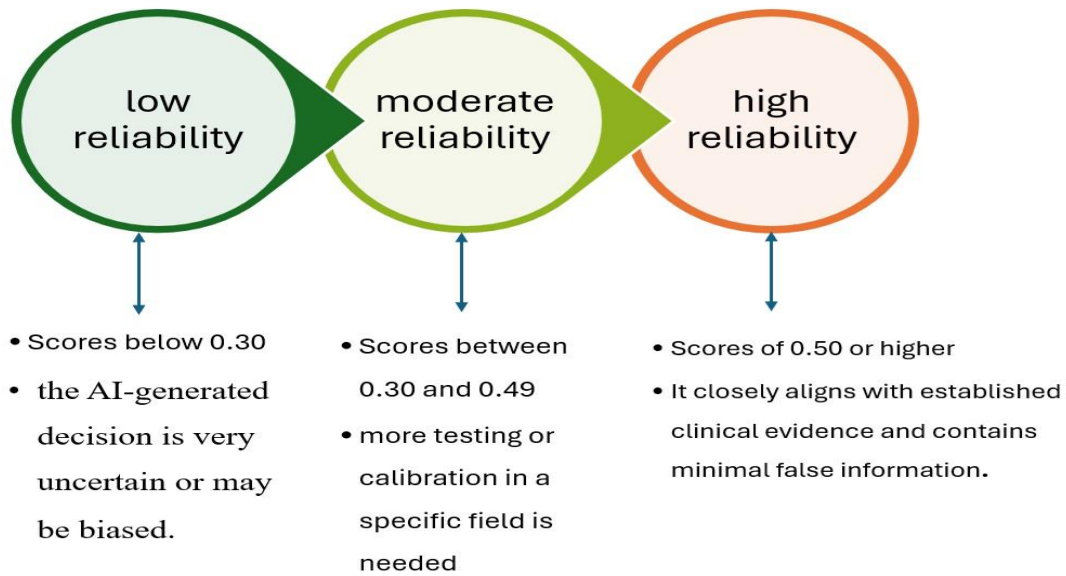 low
reliability
moderate
reliability
high
reliability
• Scores below 0.30
• the AI-generated
decision is very
uncertain or may
be biased.
• Scores between
0.30 and 0.49
• more testing or
calibration in a
specific field is
needed
• Scores of 0.50 or higher
• It closely aligns with established
clinical evidence and contains
minimal false information.